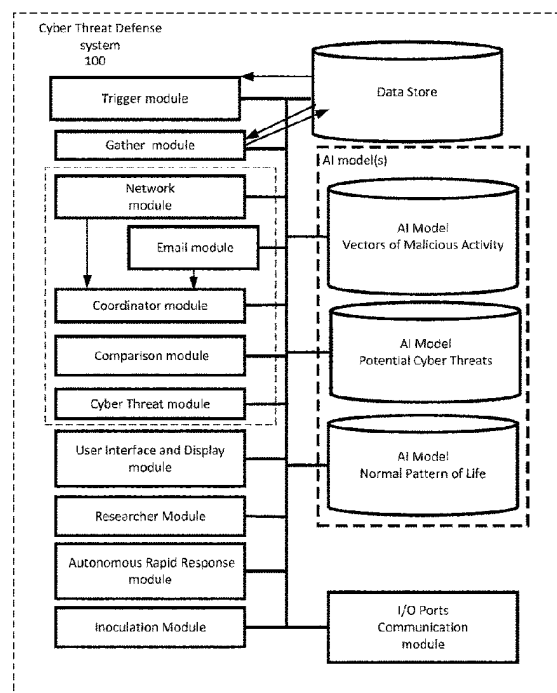 Cyber Threat Defense
system
100
Trigger module
Data Store
Gather module
Network
module
Email module
Coordinator module
Comparison module
Cyber Threat module
User Interface and Display
module
Researcher Module
Autonomous Rapid Response
module
Inoculation Module
AI model(s)
AI Model
Vectors of Malicious Activity
AI Model
Potential Cyber Threats
AI Model
Normal Pattern of Life
I/O Ports
Communication
module